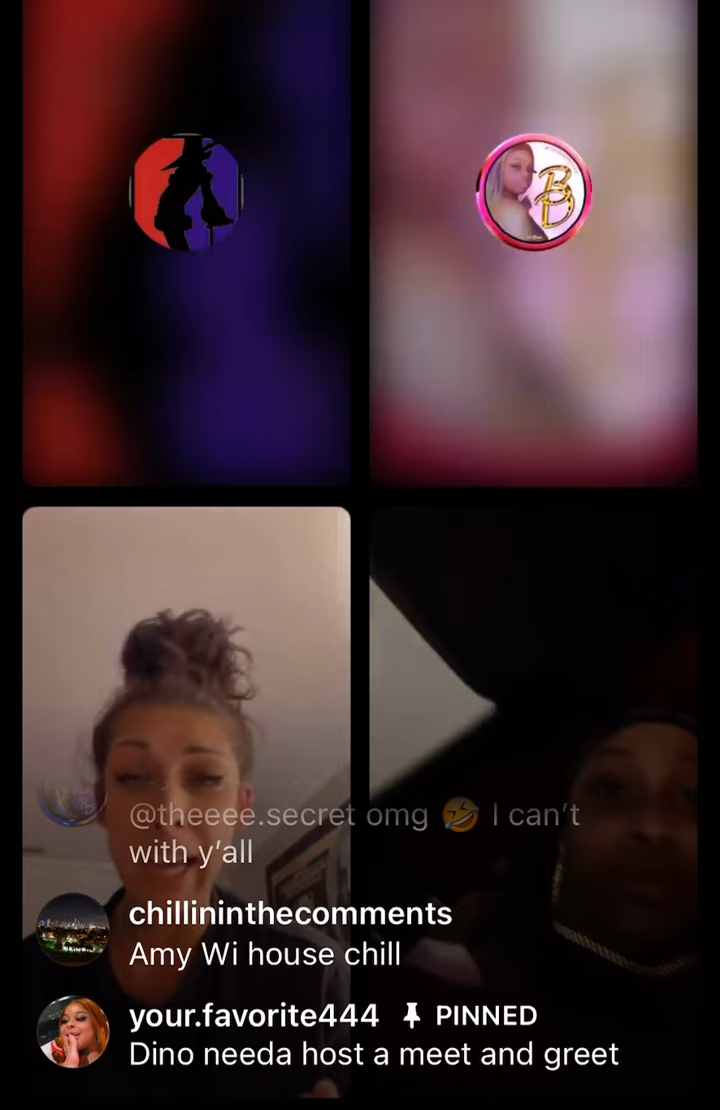 BD
@theeee.secret omg 🤣 I can't
with y'all
chillininthecomments
Amy Wi house chill
your.favorite444 PINNED
Dino needa host a meet and greet